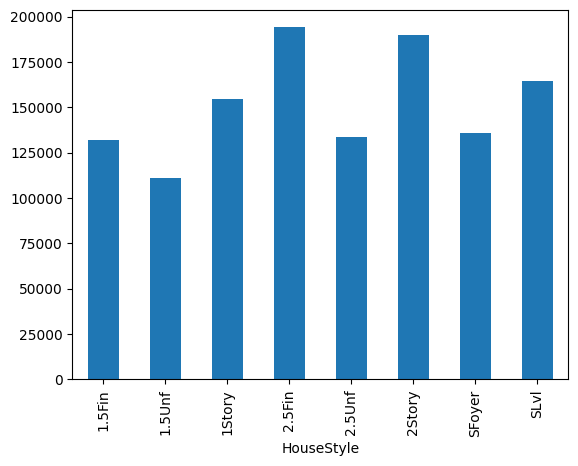 200000
175000
150000
125000
100000
75000
50000
25000
0
1.5Fin
1.5Unf
1Story
2.5Fin
2.5Unf
2Story
SFoyer
SLvl
HouseStyle